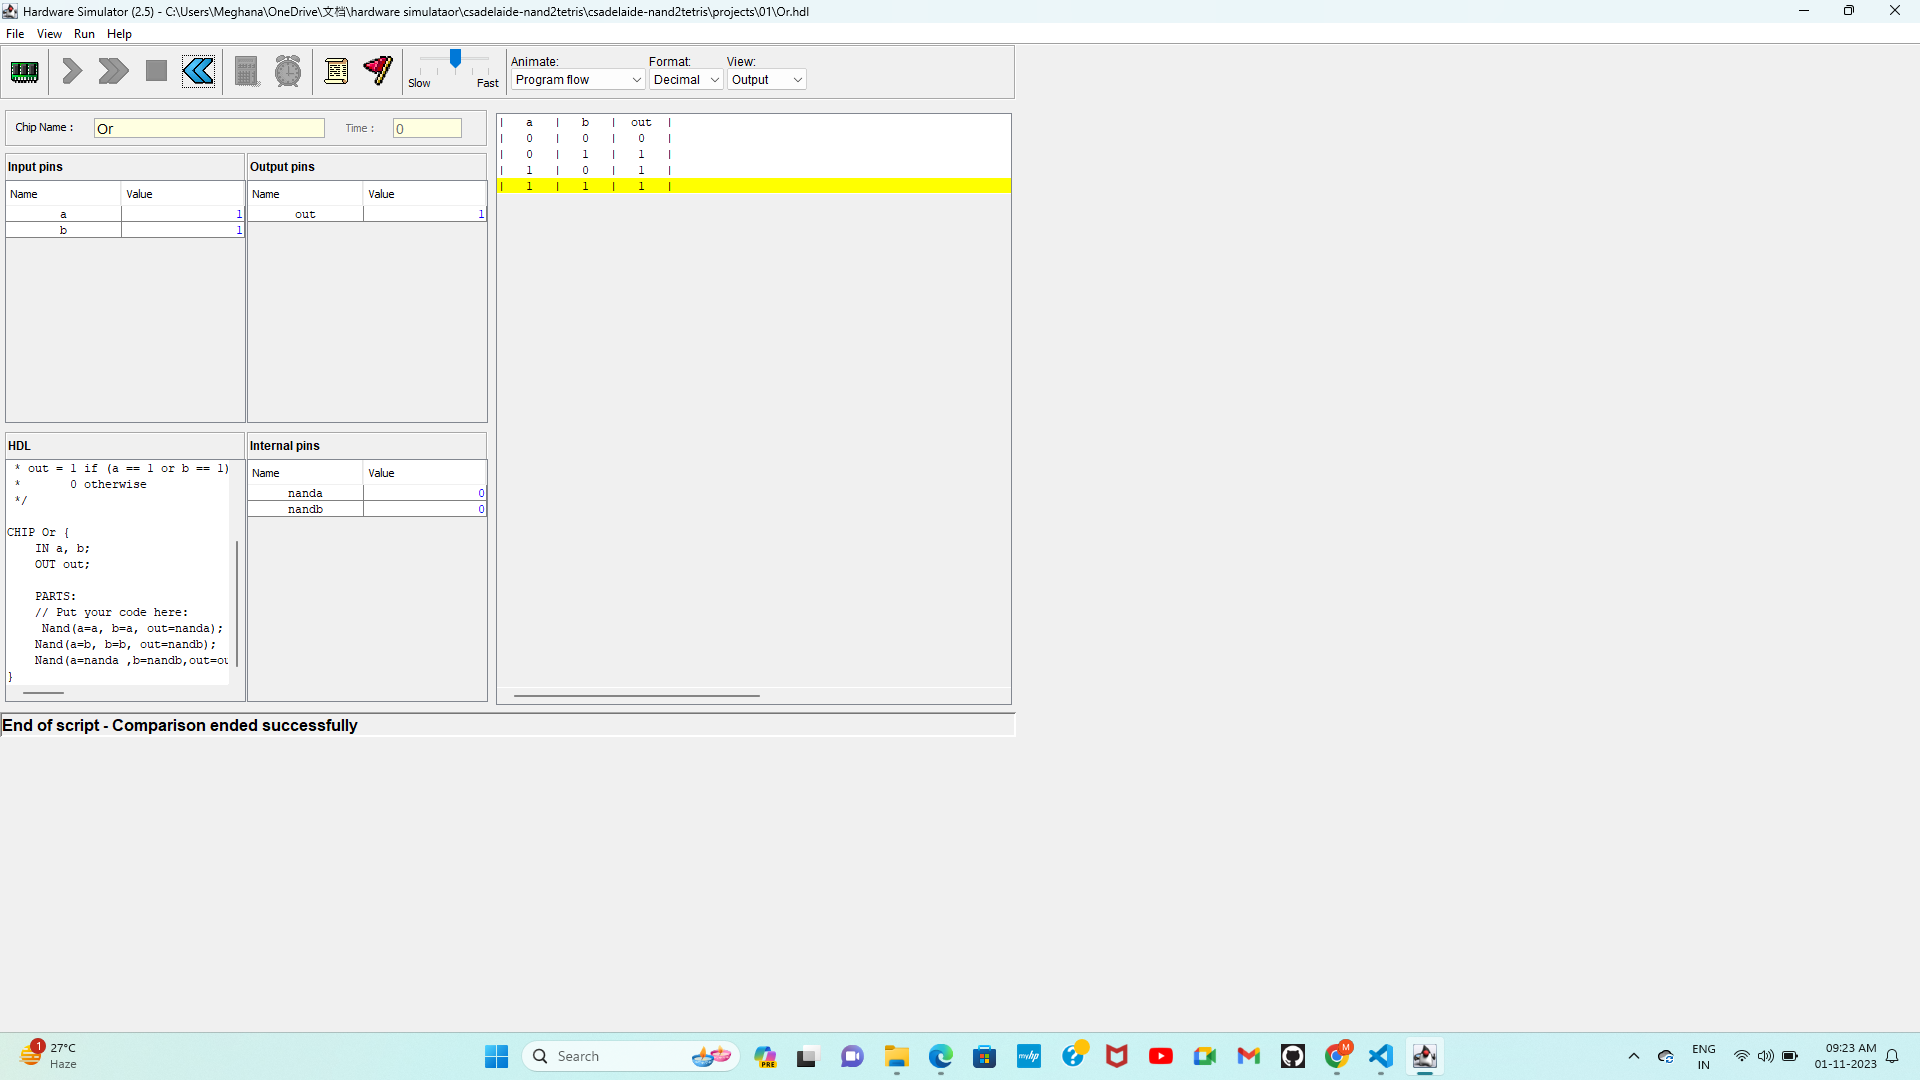 Hardware Simulator (2.5) - C:\Users\Meghana\OneDrive\文档\hardware simulataor\csadelaide-nand2tetris\csadelaide-nand2tetris\projects\01\Or.hdl
File View Run Help
Slow Fast
Animate: Format: View:
Program flow Decimal Output
Chip Name : Or Time : 0
Input pins
Name Value
a 1
b 1
Output pins
Name Value
out 1
| a | b | out |
| 0 | 0 | 0 |
| 0 | 1 | 1 |
| 1 | 0 | 1 |
| 1 | 1 | 1 |
HDL
* out = 1 if (a == 1 or b == 1)
* 0 otherwise
*/
CHIP Or {
IN a, b;
OUT out;
PARTS:
// Put your code here:
Nand(a=a, b=a, out=nanda);
Nand(a=b, b=b, out=nandb);
Nand(a=nanda ,b=nandb,out=ou
}
Internal pins
Name Value
nanda 0
nandb 0
End of script - Comparison ended successfully
1
27°C
Haze
Search
PRE
myhp
M
ENG
IN
09:23 AM
01-11-2023